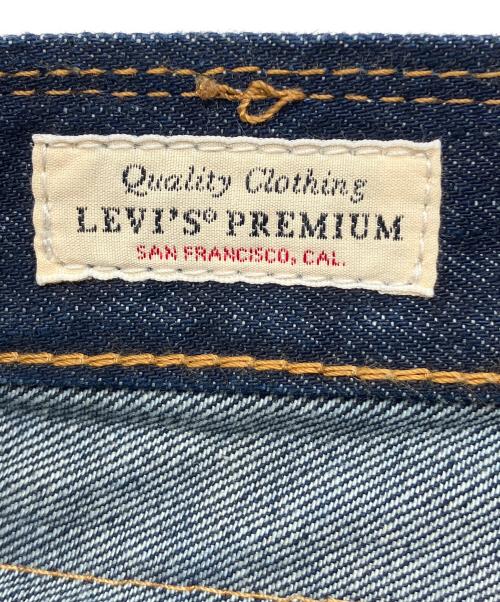 Quality Clothing
LEVI'S® PREMIUM
SAN FRANCISCO, CAL.